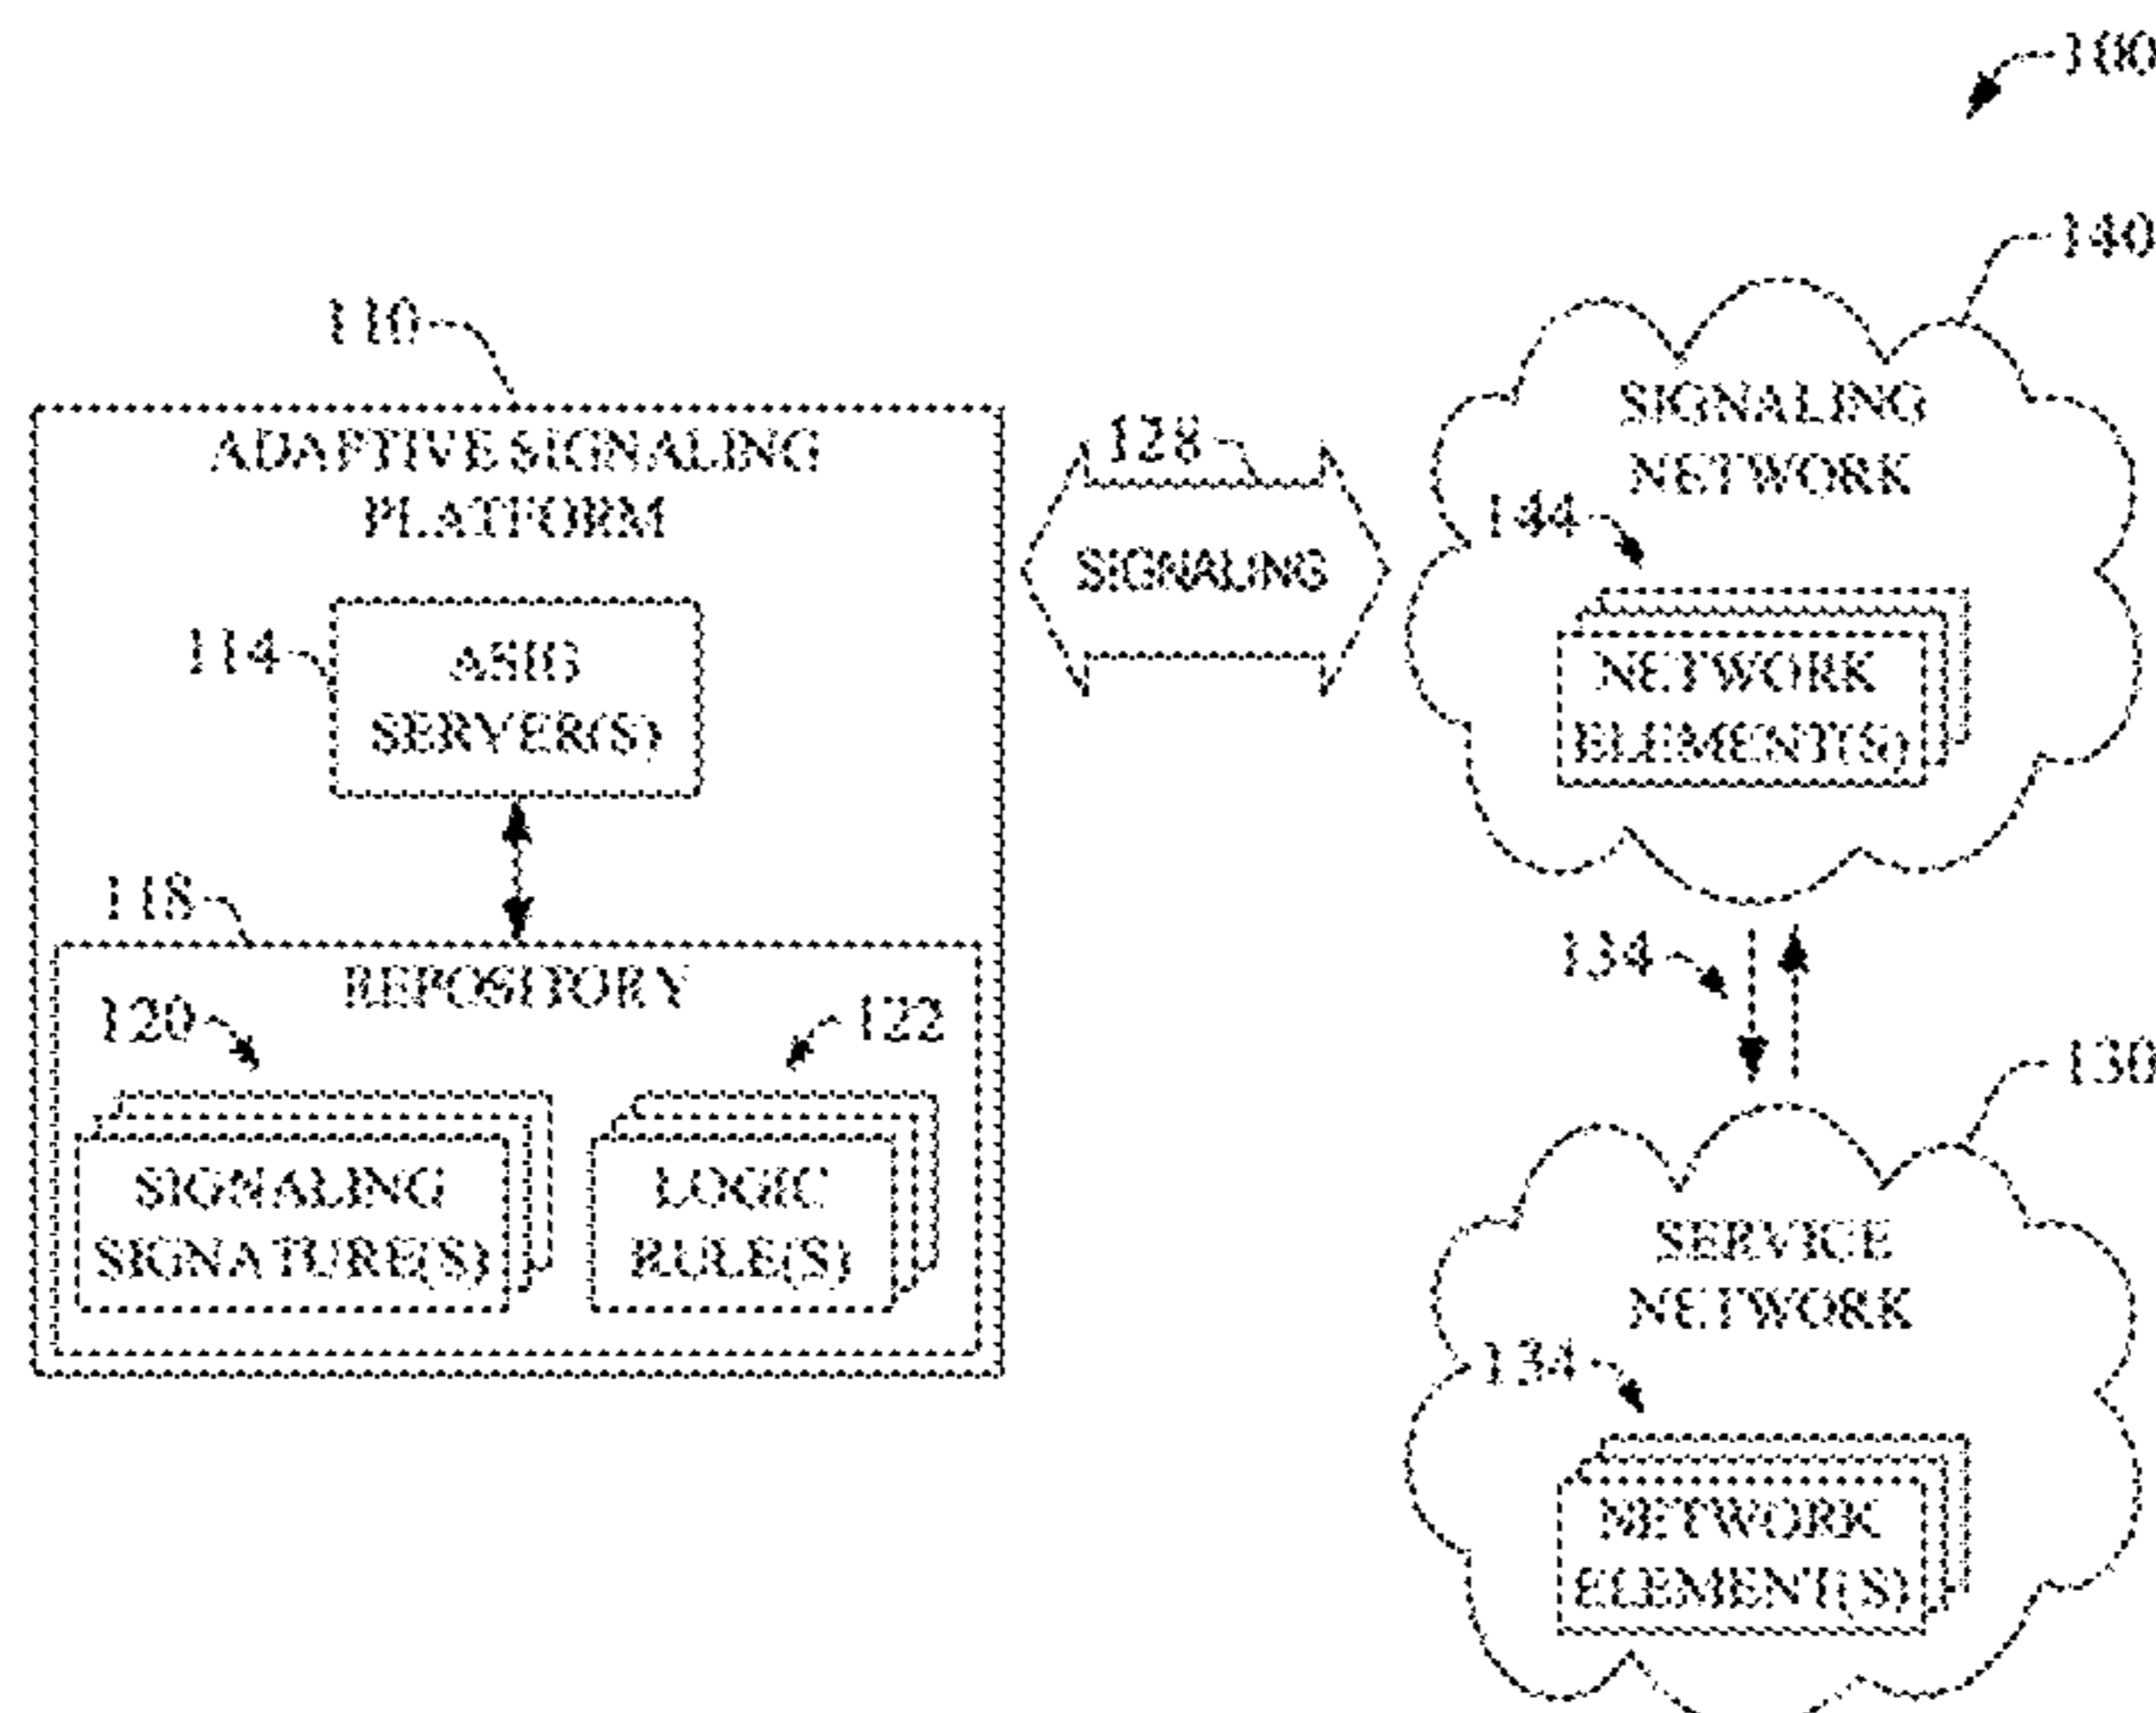 100
140
110
ADAPTIVE SIGNALING
PLATFORM
128
SIGNALING
SIGNALING
NETWORK
144
NETWORK
ELEMENT(S)
114
ASIG
SERVER(S)
118
REPOSITORY
120
122
SIGNALING
SIGNATURE(S)
LOGIC
RULE(S)
134
130
SERVICE
NETWORK
134
NETWORK
ELEMENT(S)